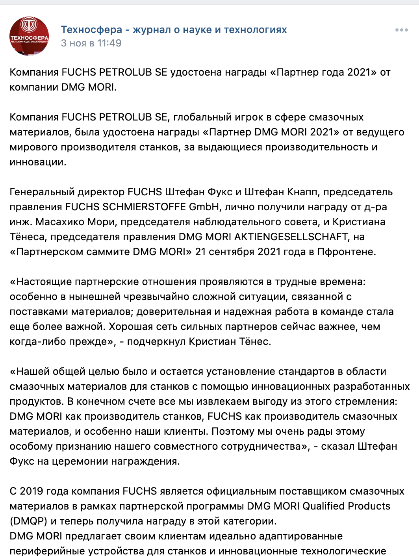 ТЕХНОСФЕРА
Техносфера - журнал о науке и технологиях
3 ноя в 11:49
Компания FUCHS PETROLUB SE удостоена награды «Партнер года 2021» от
компании DMG MORI.
Компания FUCHS PETROLUB SE, глобальный игрок в сфере смазочных
материалов, была удостоена награды «Партнер DMG MORI 2021» от ведущего
мирового производителя станков, за выдающиеся производительность и
инновации.
Генеральный директор FUCHS Штефан Фукс и Штефан Кнапп, председатель
правления FUCHS SCHMIERSTOFFE GmbH, лично получили награду от д-ра
инж. Масахико Мори, председателя наблюдательного совета, и Кристиана
Тёнеса, председателя правления DMG MORI AKTIENGESELLSCHAFT, на
«Партнерском саммите DMG MORI» 21 сентября 2021 года в Пфронтене.
«Настоящие партнерские отношения проявляются в трудные времена:
особенно в нынешней чрезвычайно сложной ситуации, связанной с
поставками материалов; доверительная и надежная работа в команде стала
еще более важной. Хорошая сеть сильных партнеров сейчас важнее, чем
когда-либо прежде», - подчеркнул Кристиан Тёнес.
«Нашей общей целью было и остается установление стандартов в области
смазочных материалов для станков с помощью инновационных разработанных
продуктов. В конечном счете все мы извлекаем выгоду из этого стремления:
DMG MORI как производитель станков, FUCHS как производитель смазочных
материалов, и особенно наши клиенты. Поэтому мы очень рады этому
особому признанию нашего совместного сотрудничества», – сказал Штефан
Фукс на церемонии награждения.
С 2019 года компания FUCHS является официальным поставщиком смазочных
материалов в рамках партнерской программы DMG MORI Qualified Products
(DMQP) и теперь получила награду в этой категории.
DMG MORI предлагает своим клиентам идеально адаптированные
периферийные устройства для станков и инновационные технологические